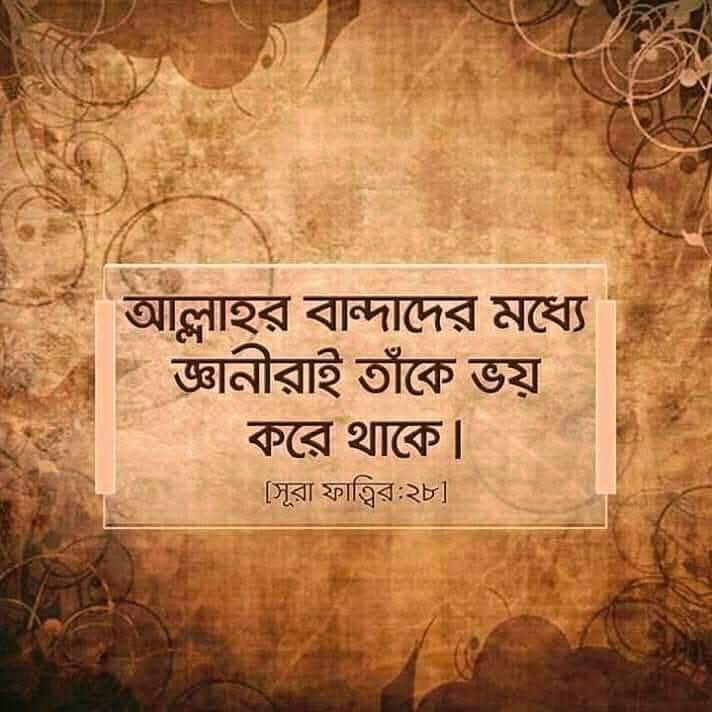 আল্লাহর বান্দাদের মধ্যে
জ্ঞানীরাই তাঁকে ভয়
করে থাকে।
[সূরা ফাত্বির:২৮]